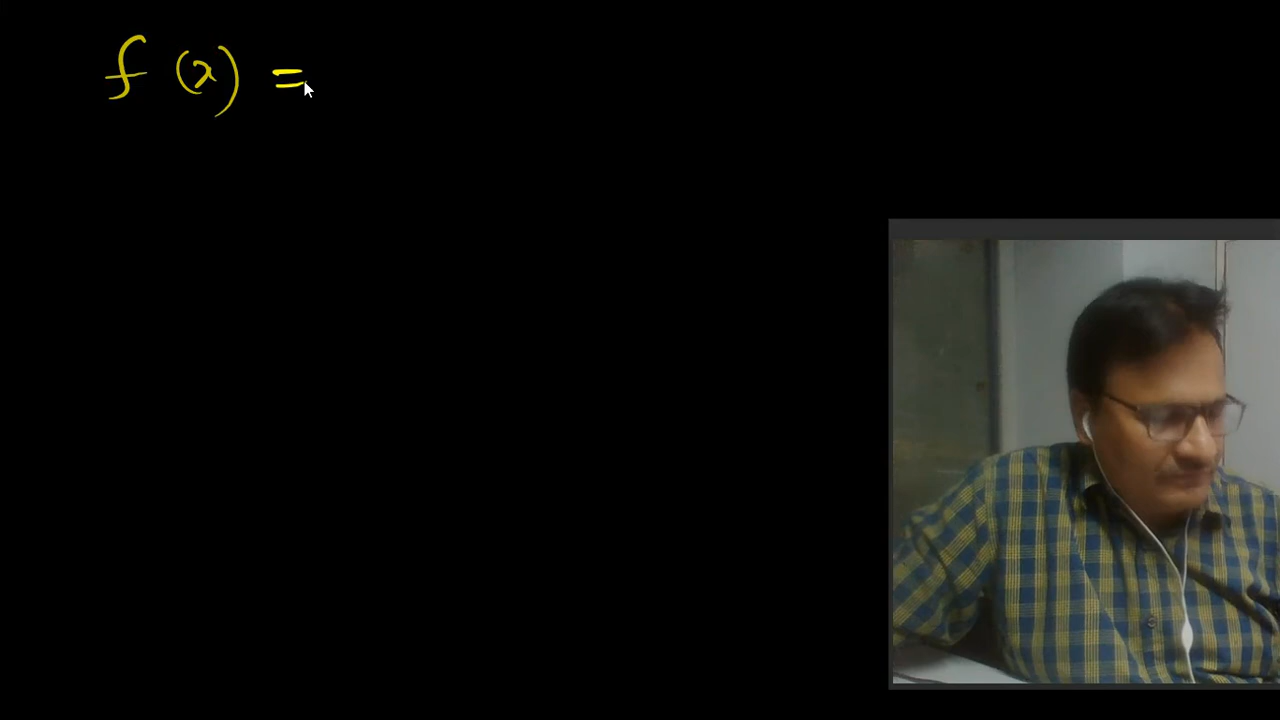 f (x) =